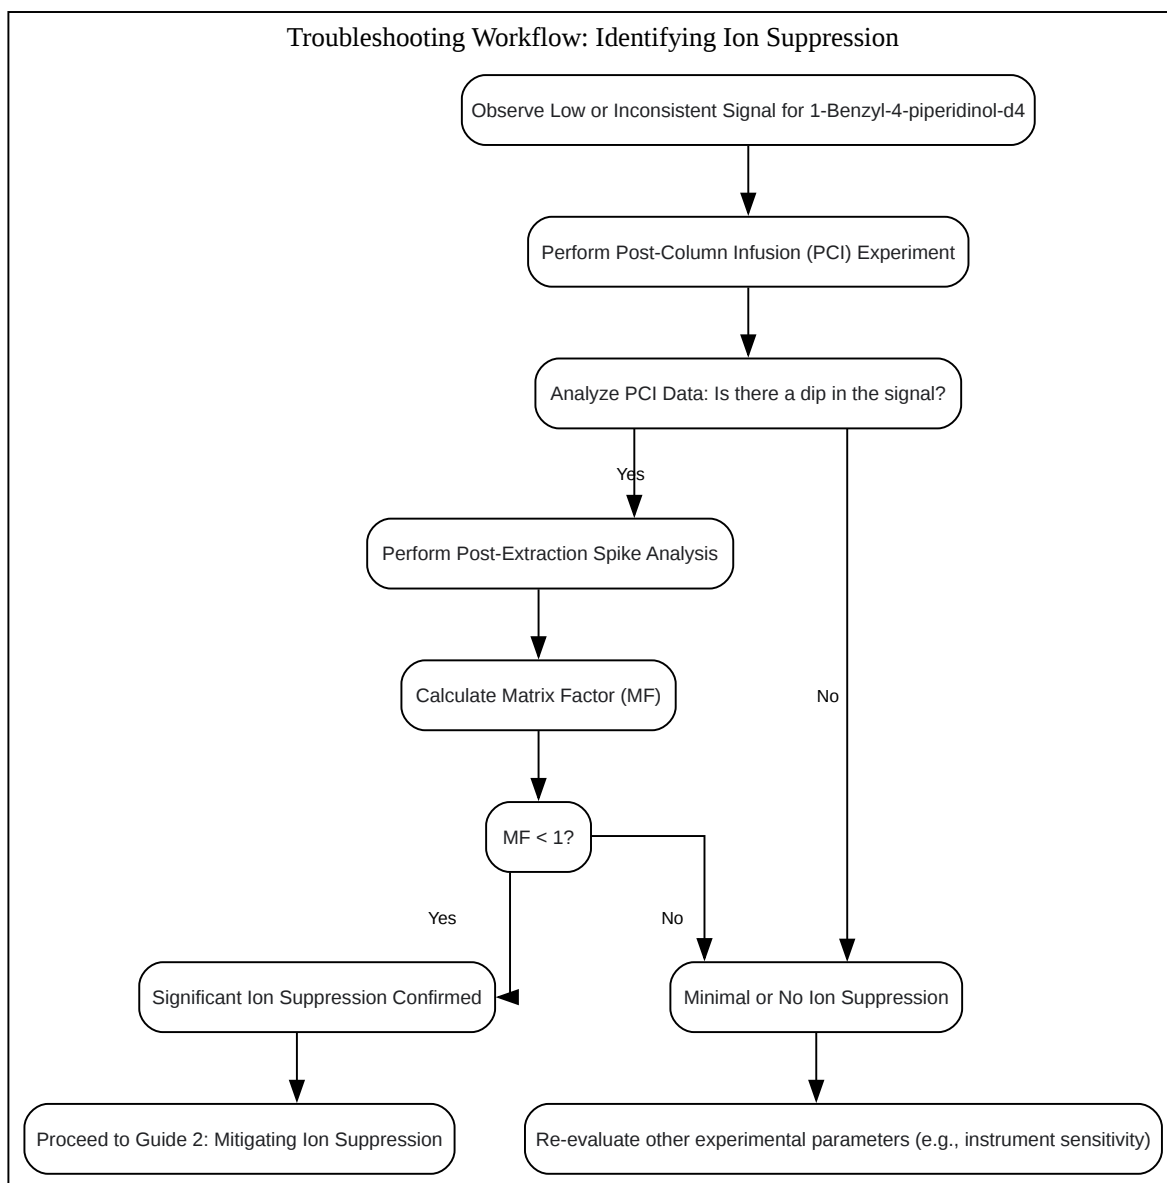 Troubleshooting Workflow: Identifying Ion Suppression
Observe Low or Inconsistent Signal for 1-Benzyl-4-piperidinol-d4
Perform Post-Column Infusion (PCI) Experiment
Analyze PCI Data: Is there a dip in the signal?
Yes
Perform Post-Extraction Spike Analysis
Calculate Matrix Factor (MF)
No
MF < 1?
Yes
No
Significant Ion Suppression Confirmed
Minimal or No Ion Suppression
Proceed to Guide 2: Mitigating Ion Suppression
Re-evaluate other experimental parameters (e.g., instrument sensitivity)